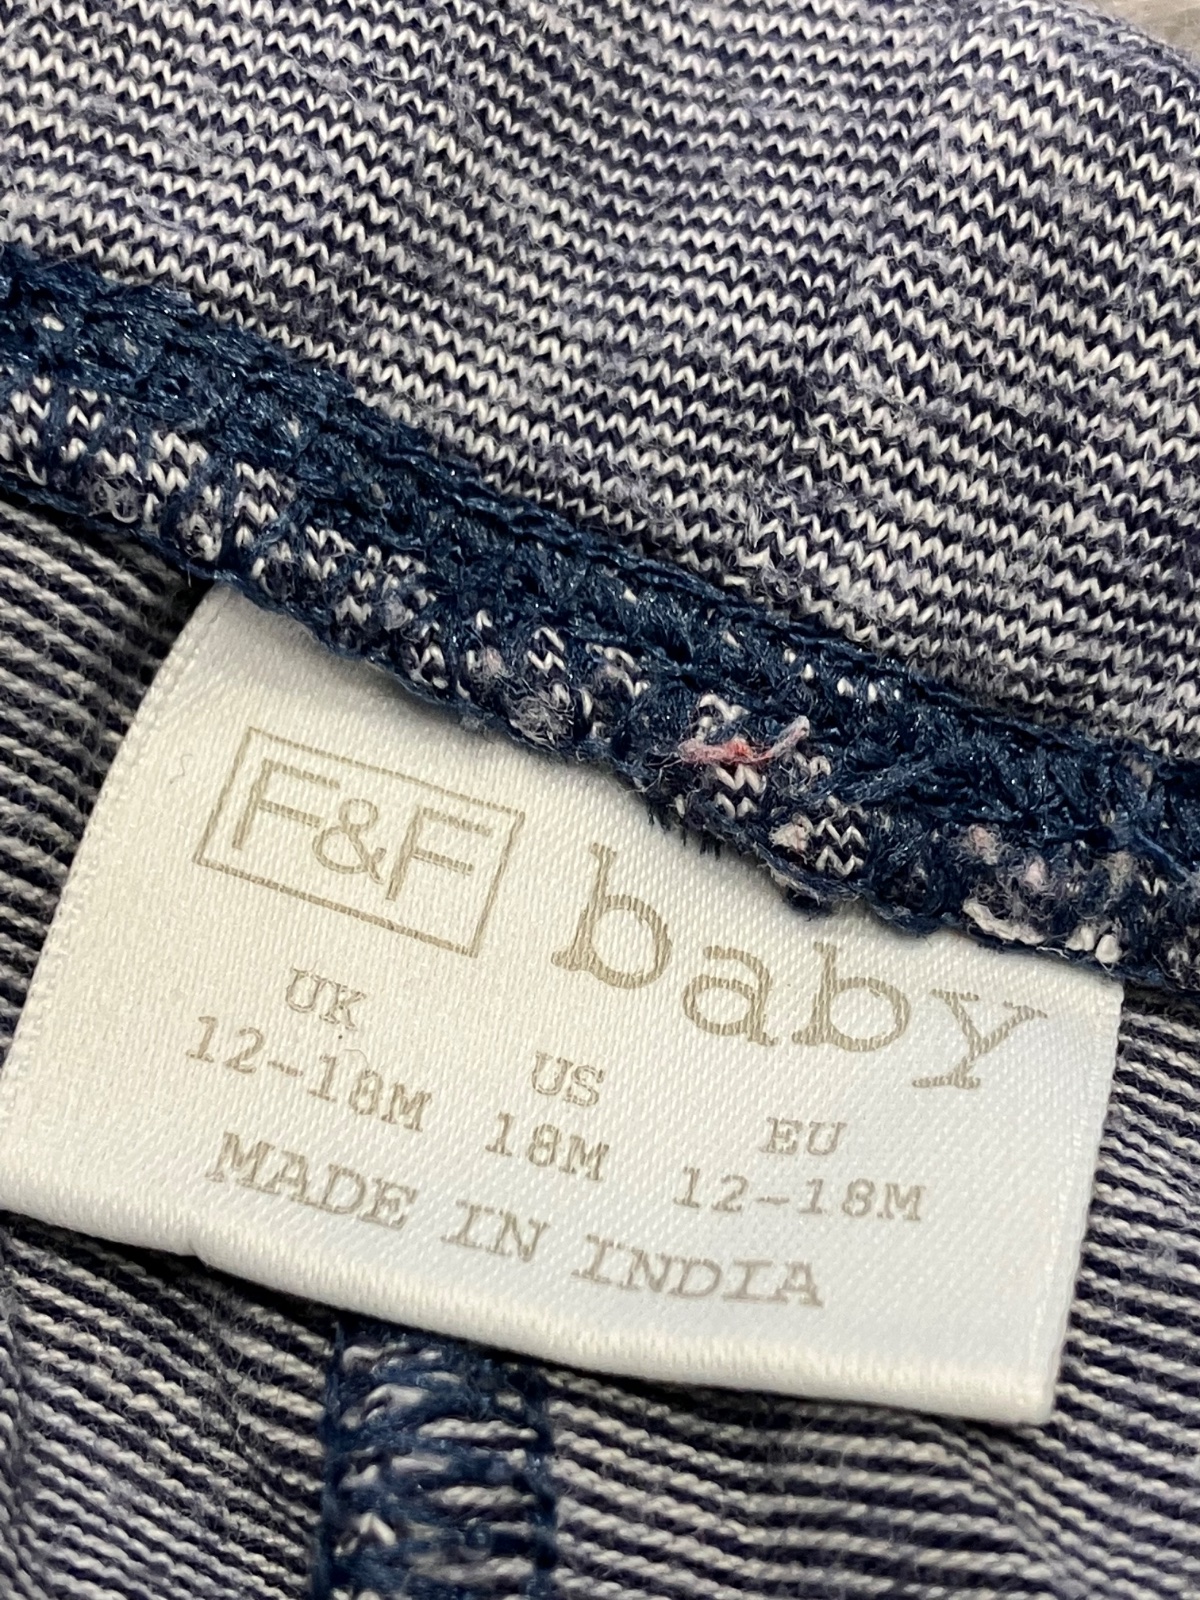 F&F baby
UK US EU
12-18M 18M 12-18M
MADE IN INDIA